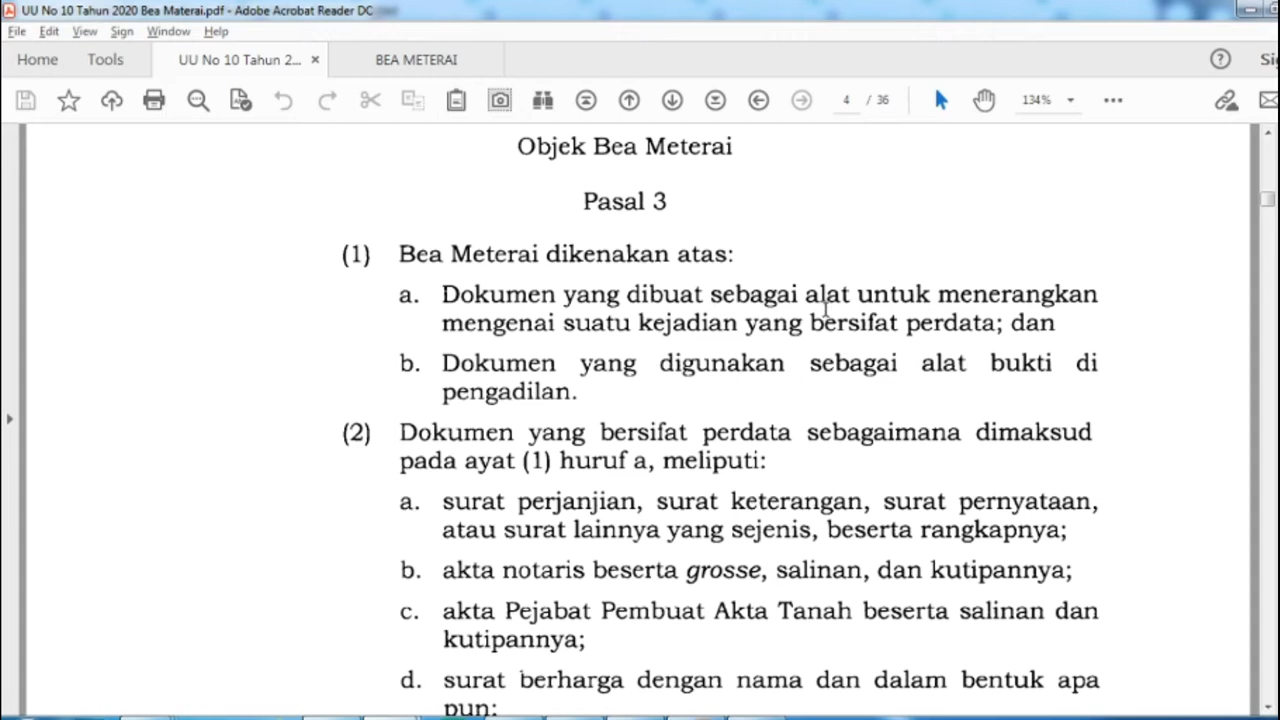 UU No 10 Tahun 2020 Bea Materai.pdf - Adobe Acrobat Reader DC
File Edit View Sign Window Help
Home Tools UU No 10 Tahun 2... × BEA METERAI
4 / 36 134%
Objek Bea Meterai
Pasal 3
(1) Bea Meterai dikenakan atas:
a. Dokumen yang dibuat sebagai alat untuk menerangkan
mengenai suatu kejadian yang bersifat perdata; dan
b. Dokumen yang digunakan sebagai alat bukti di
pengadilan.
(2) Dokumen yang bersifat perdata sebagaimana dimaksud
pada ayat (1) huruf a, meliputi:
a. surat perjanjian, surat keterangan, surat pernyataan,
atau surat lainnya yang sejenis, beserta rangkapnya;
b. akta notaris beserta grosse, salinan, dan kutipannya;
c. akta Pejabat Pembuat Akta Tanah beserta salinan dan
kutipannya;
d. surat berharga dengan nama dan dalam bentuk apa
pun;